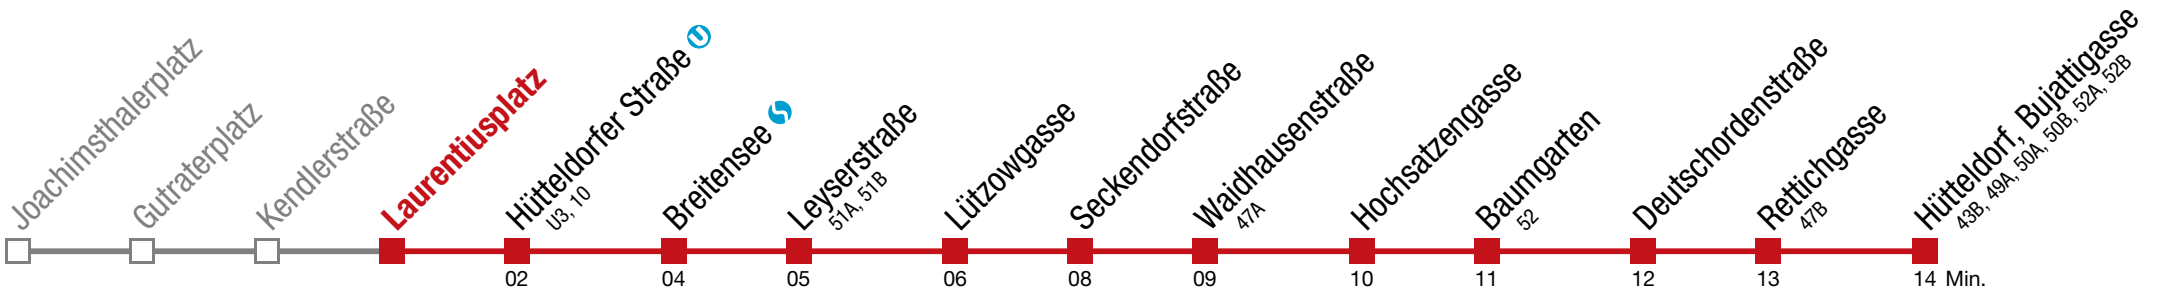 Joachimsthalerplatz
Gutraterplatz
Kendlerstraße
Laurentiusplatz
Hütteldorfer Straße U
U3, 10
Breitensee S
Leyserstraße
51A, 51B
Lützowgasse
Seckendorfstraße
Waidhausenstraße
47A
Hochsatzengasse
Baumgarten
52
Deutschordenstraße
Rettichgasse
47B
Hütteldorf, Bujattigasse
43B, 49A, 50A, 50B, 52A, 52B
02 04 05 06 08 09 10 11 12 13 14 Min.